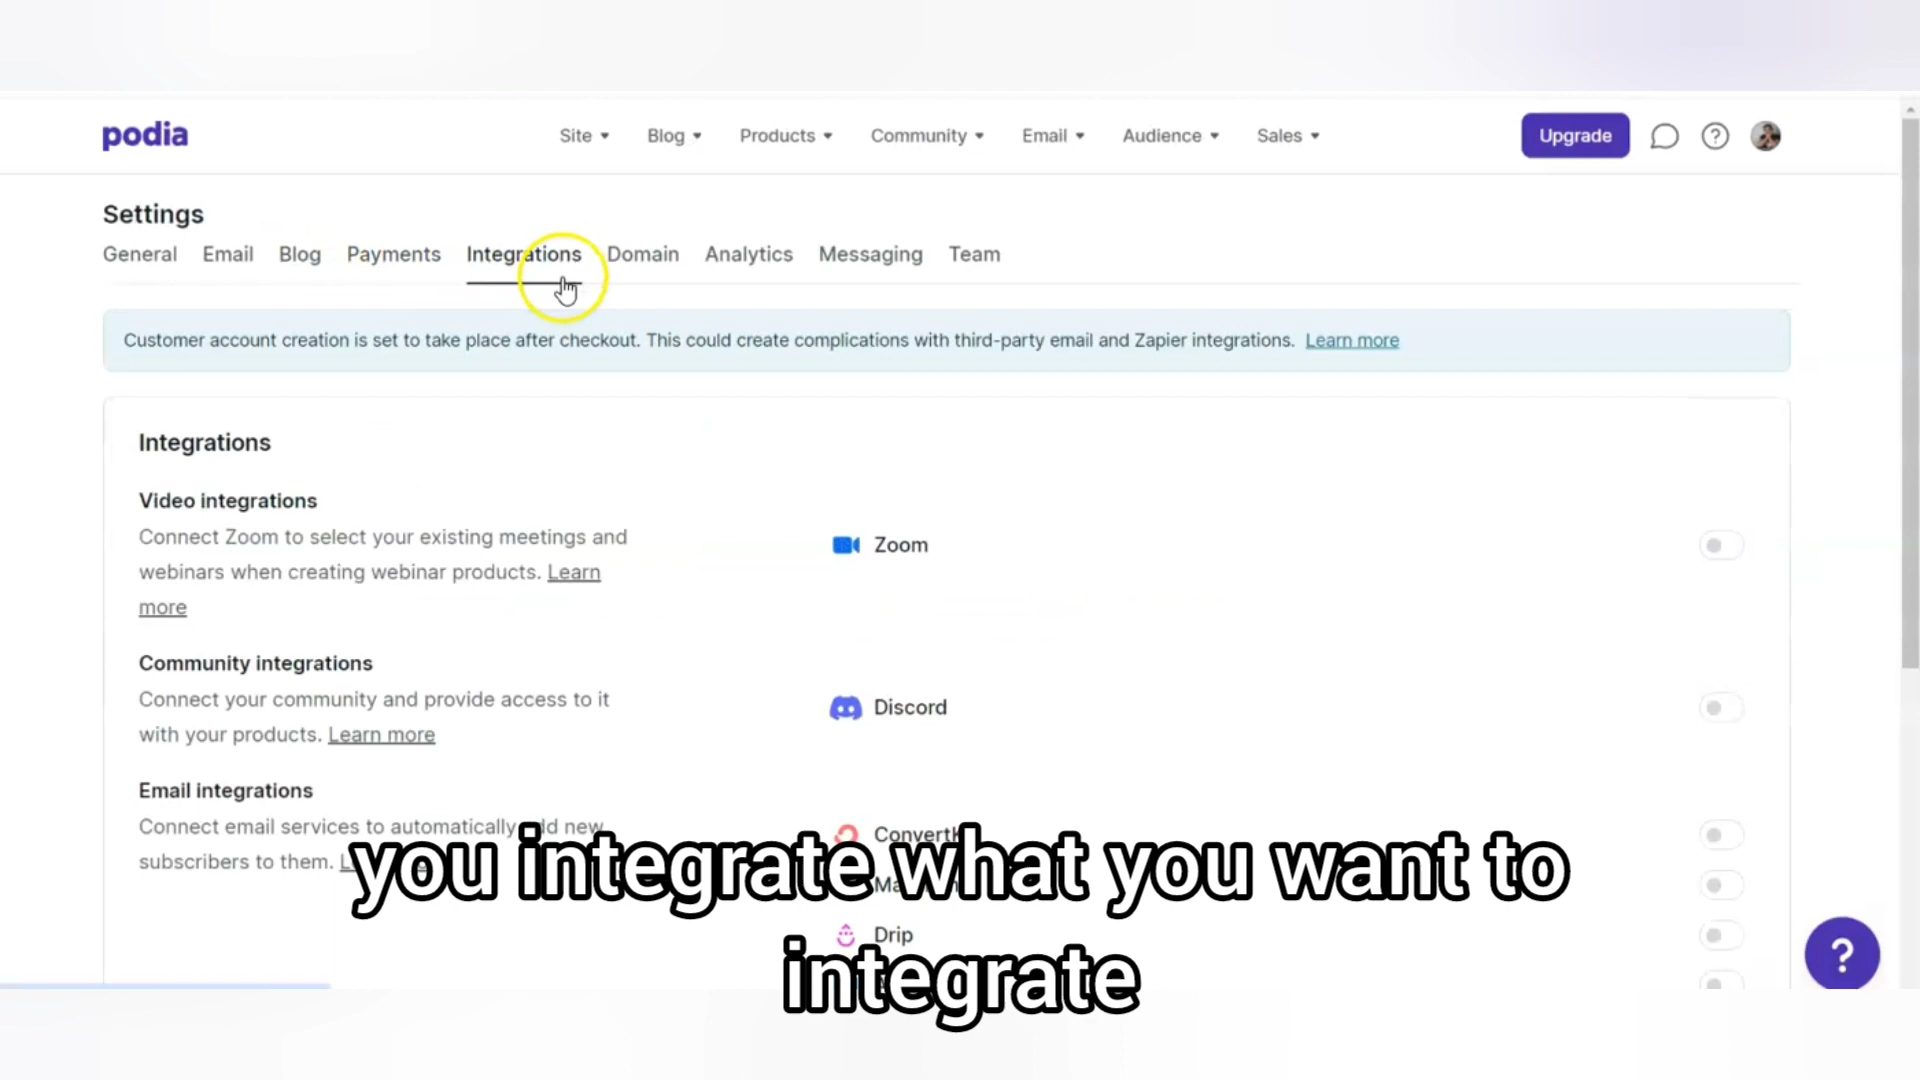 podia
Site Blog Products Community Email Audience Sales Upgrade
Settings
General Email Blog Payments Integrations Domain Analytics Messaging Team
Customer account creation is set to take place after checkout. This could create complications with third-party email and Zapier integrations. Learn more
Integrations
Video integrations
Connect Zoom to select your existing meetings and
webinars when creating webinar products. Learn
more
Zoom
Community integrations
Connect your community and provide access to it
with your products. Learn more
Discord
Email integrations
Connect email services to automatically add new
subscribers to them.
Drip
you integrate what you want to
integrate
?